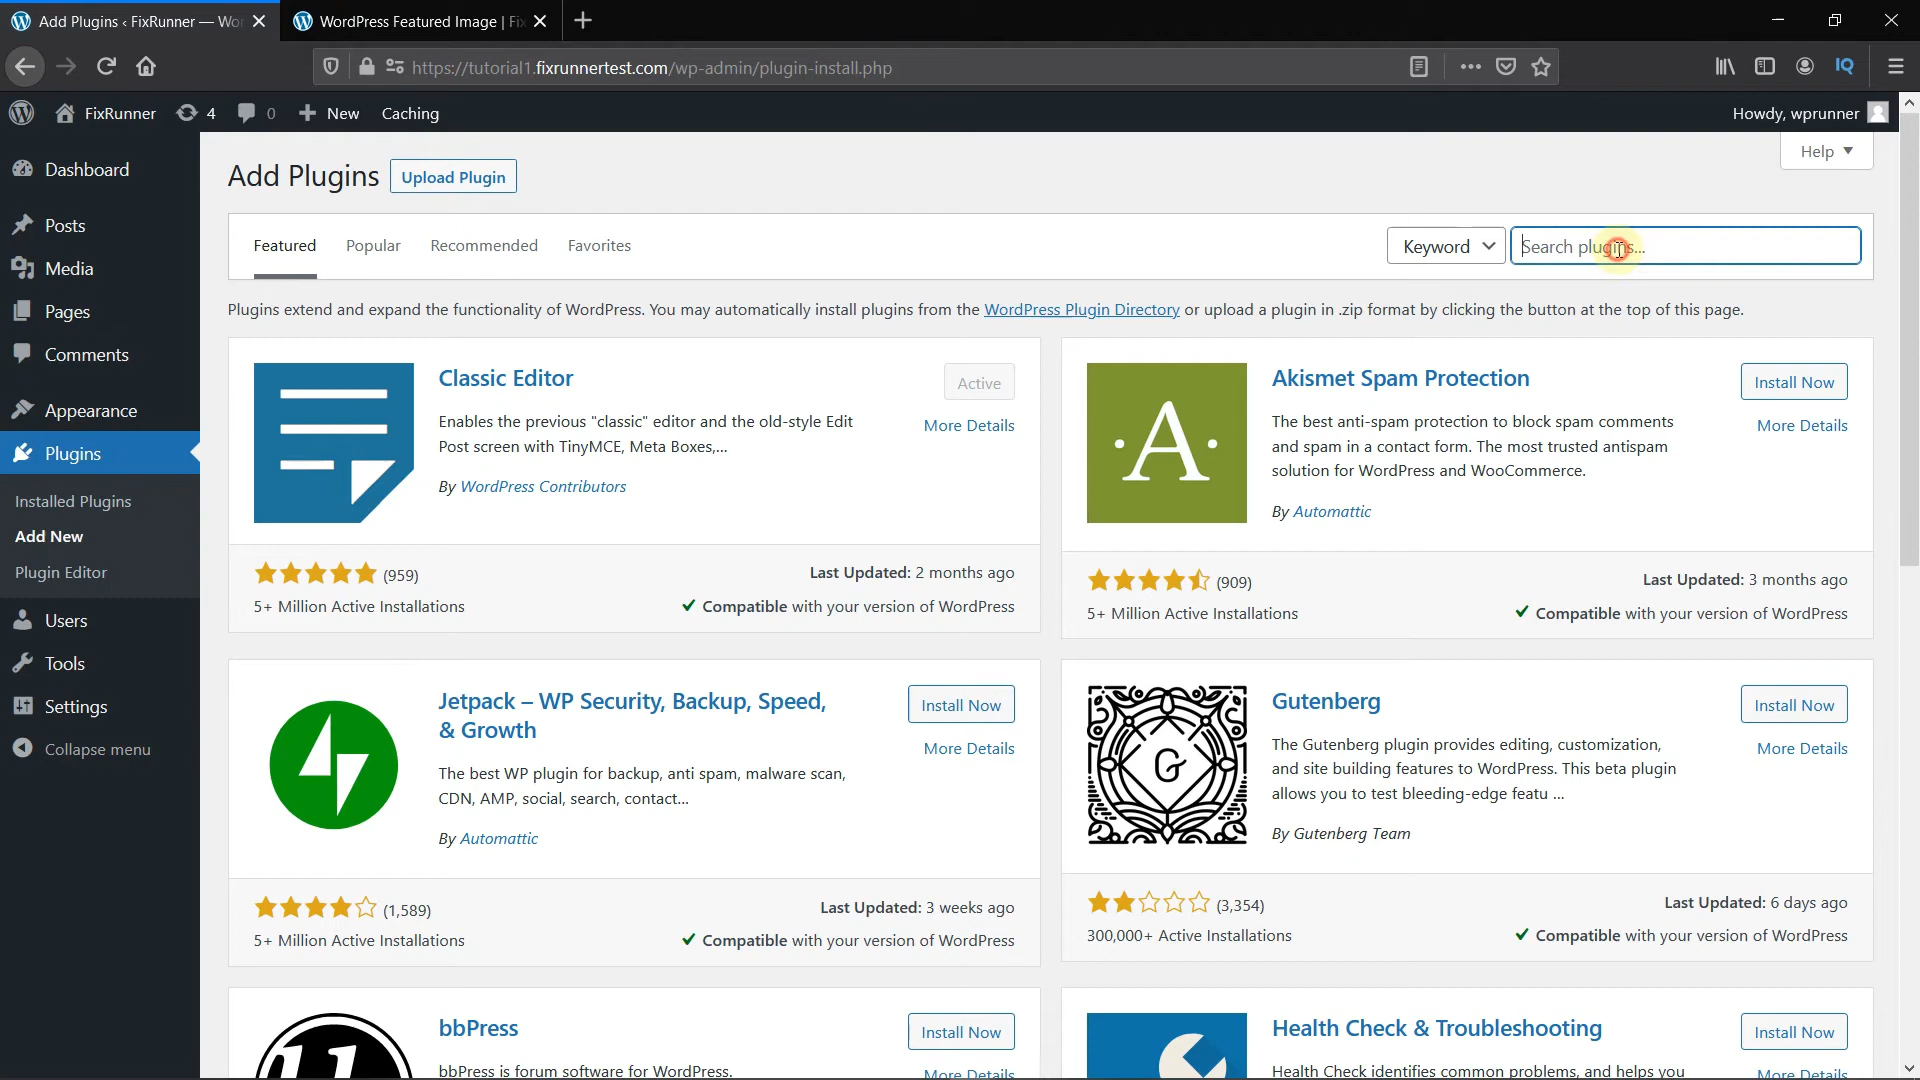 Add Plugins ‹ FixRunner — Wor
WordPress Featured Image | Fix
https://tutorial1.fixrunnertest.com/wp-admin/plugin-install.php
IQ
FixRunner
4
0
New
Caching
Howdy, wprunner
Dashboard
Posts
Media
Pages
Comments
Appearance
Plugins
Installed Plugins
Add New
Plugin Editor
Users
Tools
Settings
Collapse menu
Help
Add Plugins
Upload Plugin
Featured
Popular
Recommended
Favorites
Keyword
Search plugins...
Plugins extend and expand the functionality of WordPress. You may automatically install plugins from the WordPress Plugin Directory or upload a plugin in .zip format by clicking the button at the top of this page.
Classic Editor
Active
More Details
Enables the previous "classic" editor and the old-style Edit
Post screen with TinyMCE, Meta Boxes,...
By WordPress Contributors
(959)
Last Updated: 2 months ago
5+ Million Active Installations
Compatible with your version of WordPress
A
Akismet Spam Protection
Install Now
More Details
The best anti-spam protection to block spam comments
and spam in a contact form. The most trusted antispam
solution for WordPress and WooCommerce.
By Automattic
(909)
Last Updated: 3 months ago
5+ Million Active Installations
Compatible with your version of WordPress
Jetpack – WP Security, Backup, Speed,
& Growth
Install Now
More Details
The best WP plugin for backup, anti spam, malware scan,
CDN, AMP, social, search, contact...
By Automattic
(1,589)
Last Updated: 3 weeks ago
5+ Million Active Installations
Compatible with your version of WordPress
G
Gutenberg
Install Now
More Details
The Gutenberg plugin provides editing, customization,
and site building features to WordPress. This beta plugin
allows you to test bleeding-edge featu ...
By Gutenberg Team
(3,354)
Last Updated: 6 days ago
300,000+ Active Installations
Compatible with your version of WordPress
bbPress
Install Now
bbPress is forum software for WordPress.
More Details
Health Check & Troubleshooting
Install Now
Health Check identifies common problems, and helps you
More Details